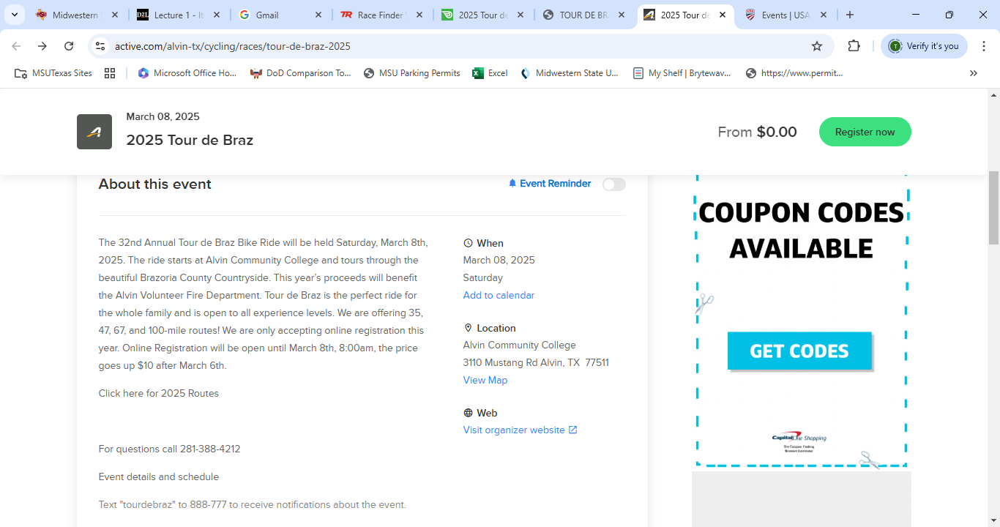 Midwestern S
Lecture 1 - It
Gmail
Race Finder
2025 Tour de
TOUR DE BR
2025 Tour de
Events | USA
active.com/alvin-tx/cycling/races/tour-de-braz-2025
Verify it's you
MSUTexas Sites
Microsoft Office Ho...
DoD Comparison To...
MSU Parking Permits
Excel
Midwestern State U...
My Shelf | Brytewav...
https://www.permit...
March 08, 2025
2025 Tour de Braz
From $0.00
Register now
About this event
Event Reminder
The 32nd Annual Tour de Braz Bike Ride will be held Saturday, March 8th,
2025. The ride starts at Alvin Community College and tours through the
beautiful Brazoria County Countryside. This year's proceeds will benefit
the Alvin Volunteer Fire Department. Tour de Braz is the perfect ride for
the whole family and is open to all experience levels. We are offering 35,
47, 67, and 100-mile routes! We are only accepting online registration this
year. Online Registration will be open until March 8th, 8:00am, the price
goes up $10 after March 6th.
Click here for 2025 Routes
For questions call 281-388-4212
Event details and schedule
Text "tourdebraz" to 888-777 to receive notifications about the event.
When
March 08, 2025
Saturday
Add to calendar
Location
Alvin Community College
3110 Mustang Rd Alvin, TX 77511
View Map
Web
Visit organizer website
COUPON CODES
AVAILABLE
GET CODES
Capital One Shopping
The Coupon Finding
Browser Extension